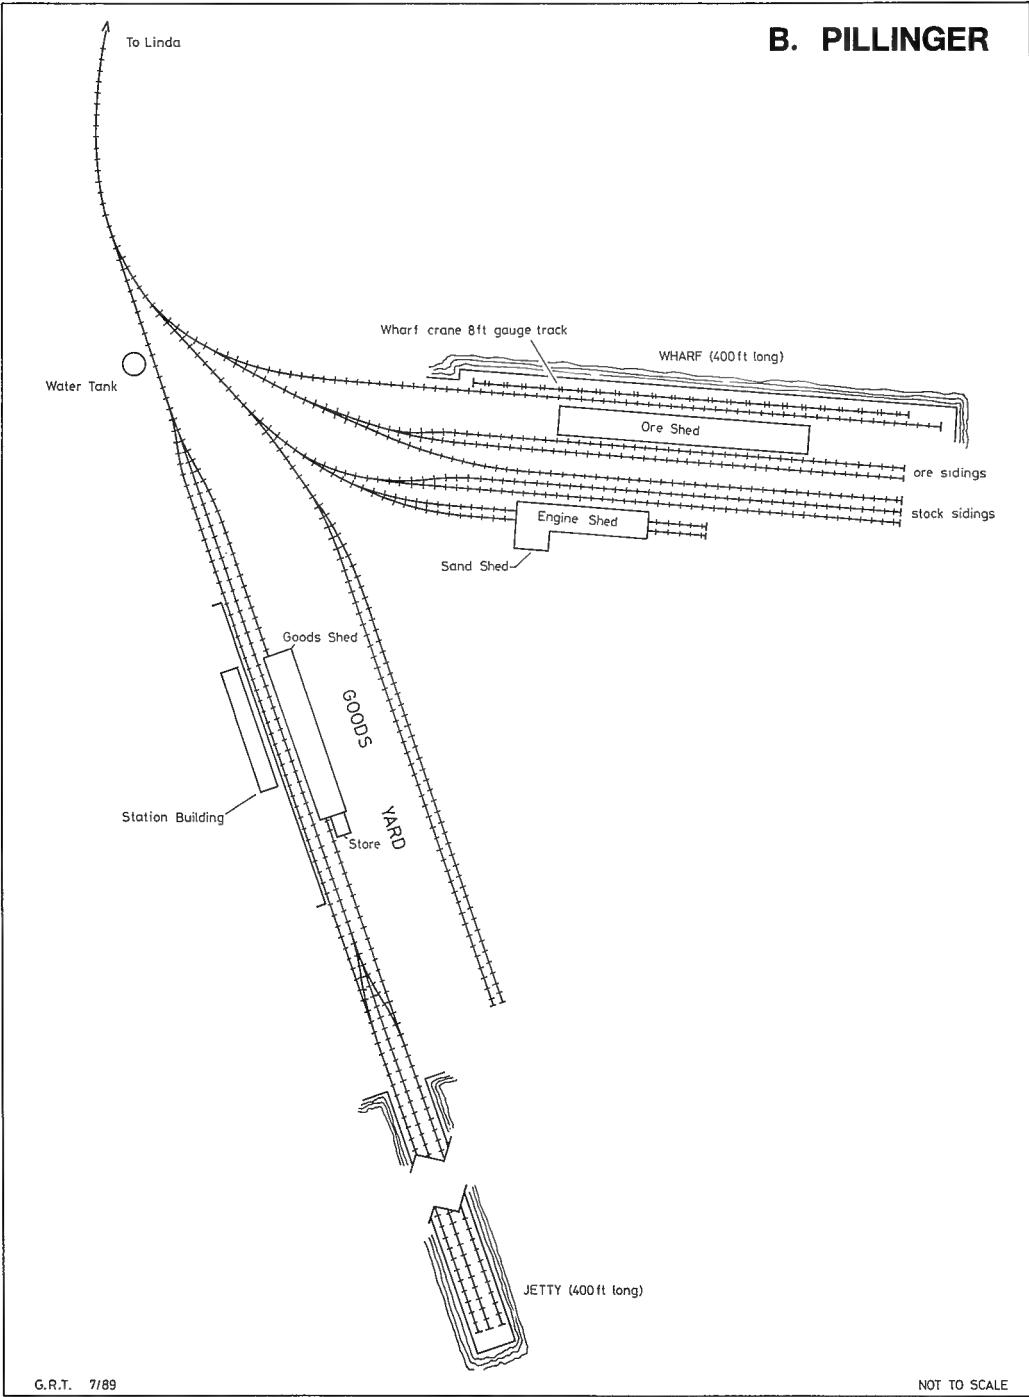 B. PILLINGER
To Linda
Wharf crane 8ft gauge track
WHARF (400ft long)
Water Tank
Ore Shed
ore sidings
stock sidings
Engine Shed
Sand Shed
Goods Shed
GOODS
YARD
Station Building
Store
JETTY (400ft long)
G.R.T. 7/89
NOT TO SCALE